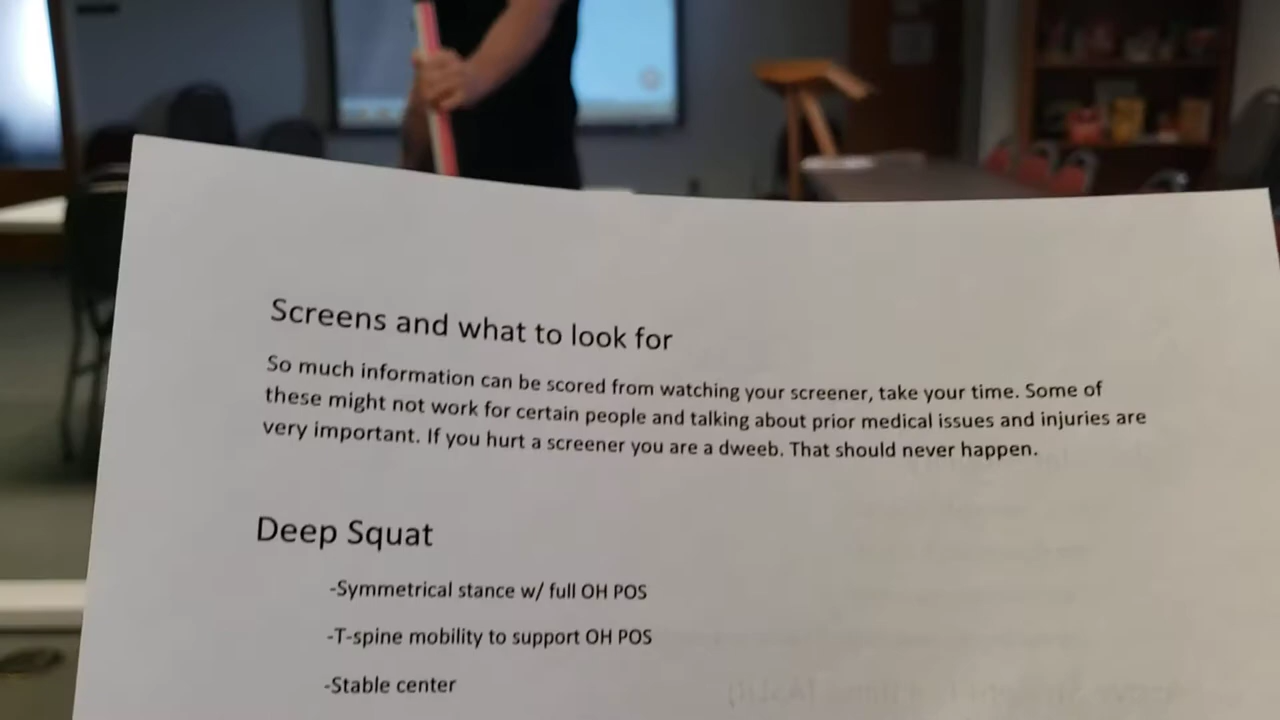 Screens and what to look for
So much information can be scored from watching your screener, take your time. Some of
these might not work for certain people and talking about prior medical issues and injuries are
very important. If you hurt a screener you are a dweeb. That should never happen.
Deep Squat
-Symmetrical stance w/ full OH POS
-T-spine mobility to support OH POS
-Stable center